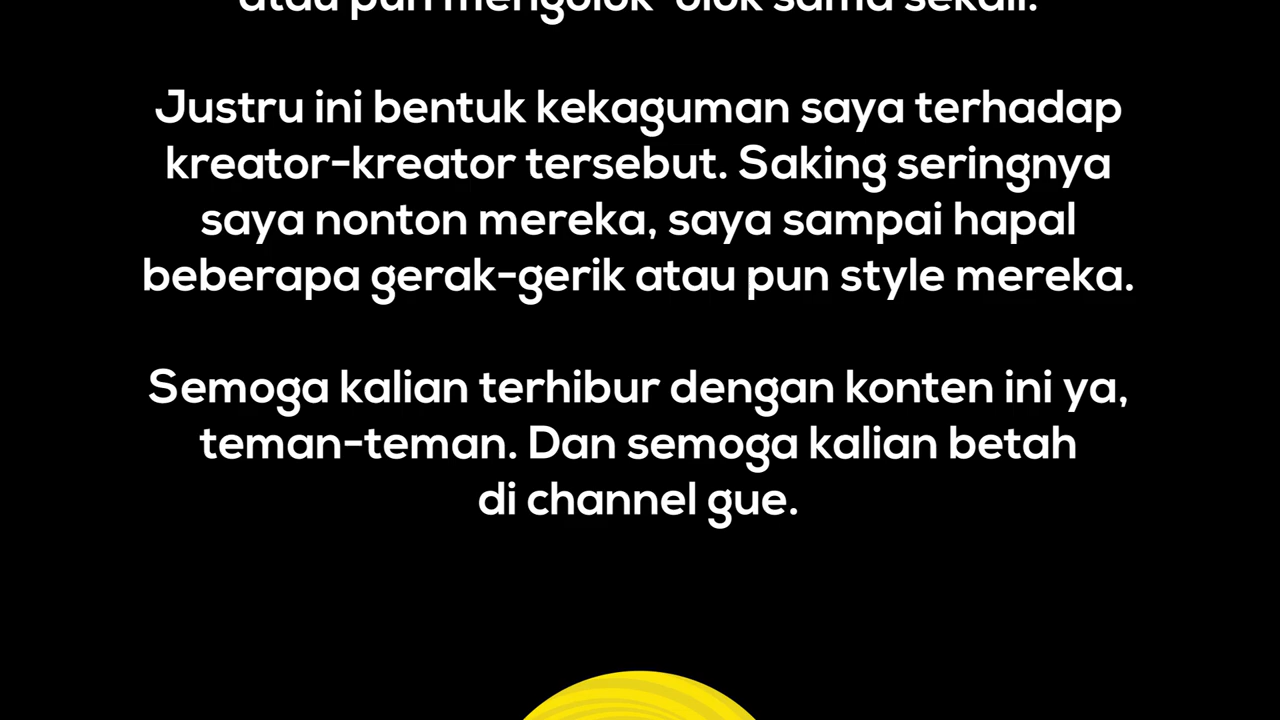 atau pun mengolok-olok sama sekali.
Justru ini bentuk kekaguman saya terhadap
kreator-kreator tersebut. Saking seringnya
saya nonton mereka, saya sampai hapal
beberapa gerak-gerik atau pun style mereka.
Semoga kalian terhibur dengan konten ini ya,
teman-teman. Dan semoga kalian betah
di channel gue.